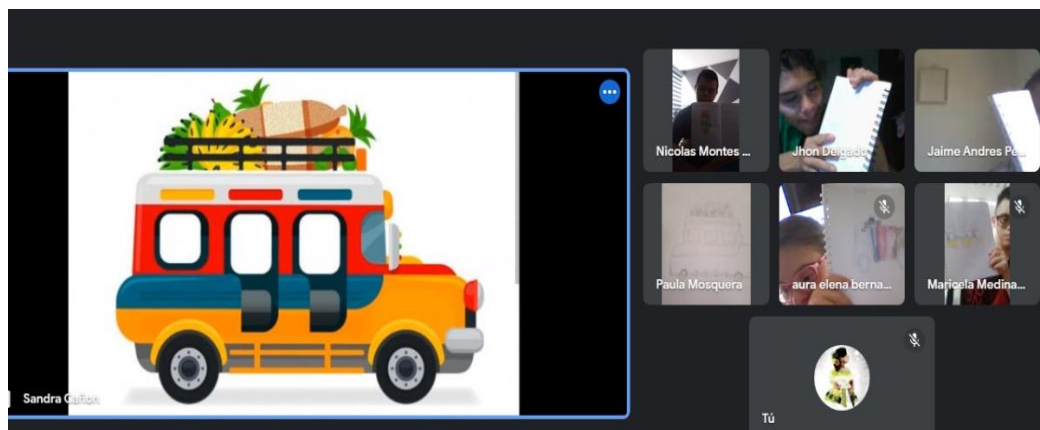 Sandra Cañon
Nicolas Montes ...
Jhon Delgado
Jaime Andres Pe...
Paula Mosquera
aura elena berna...
Maricela Medina...
Tú